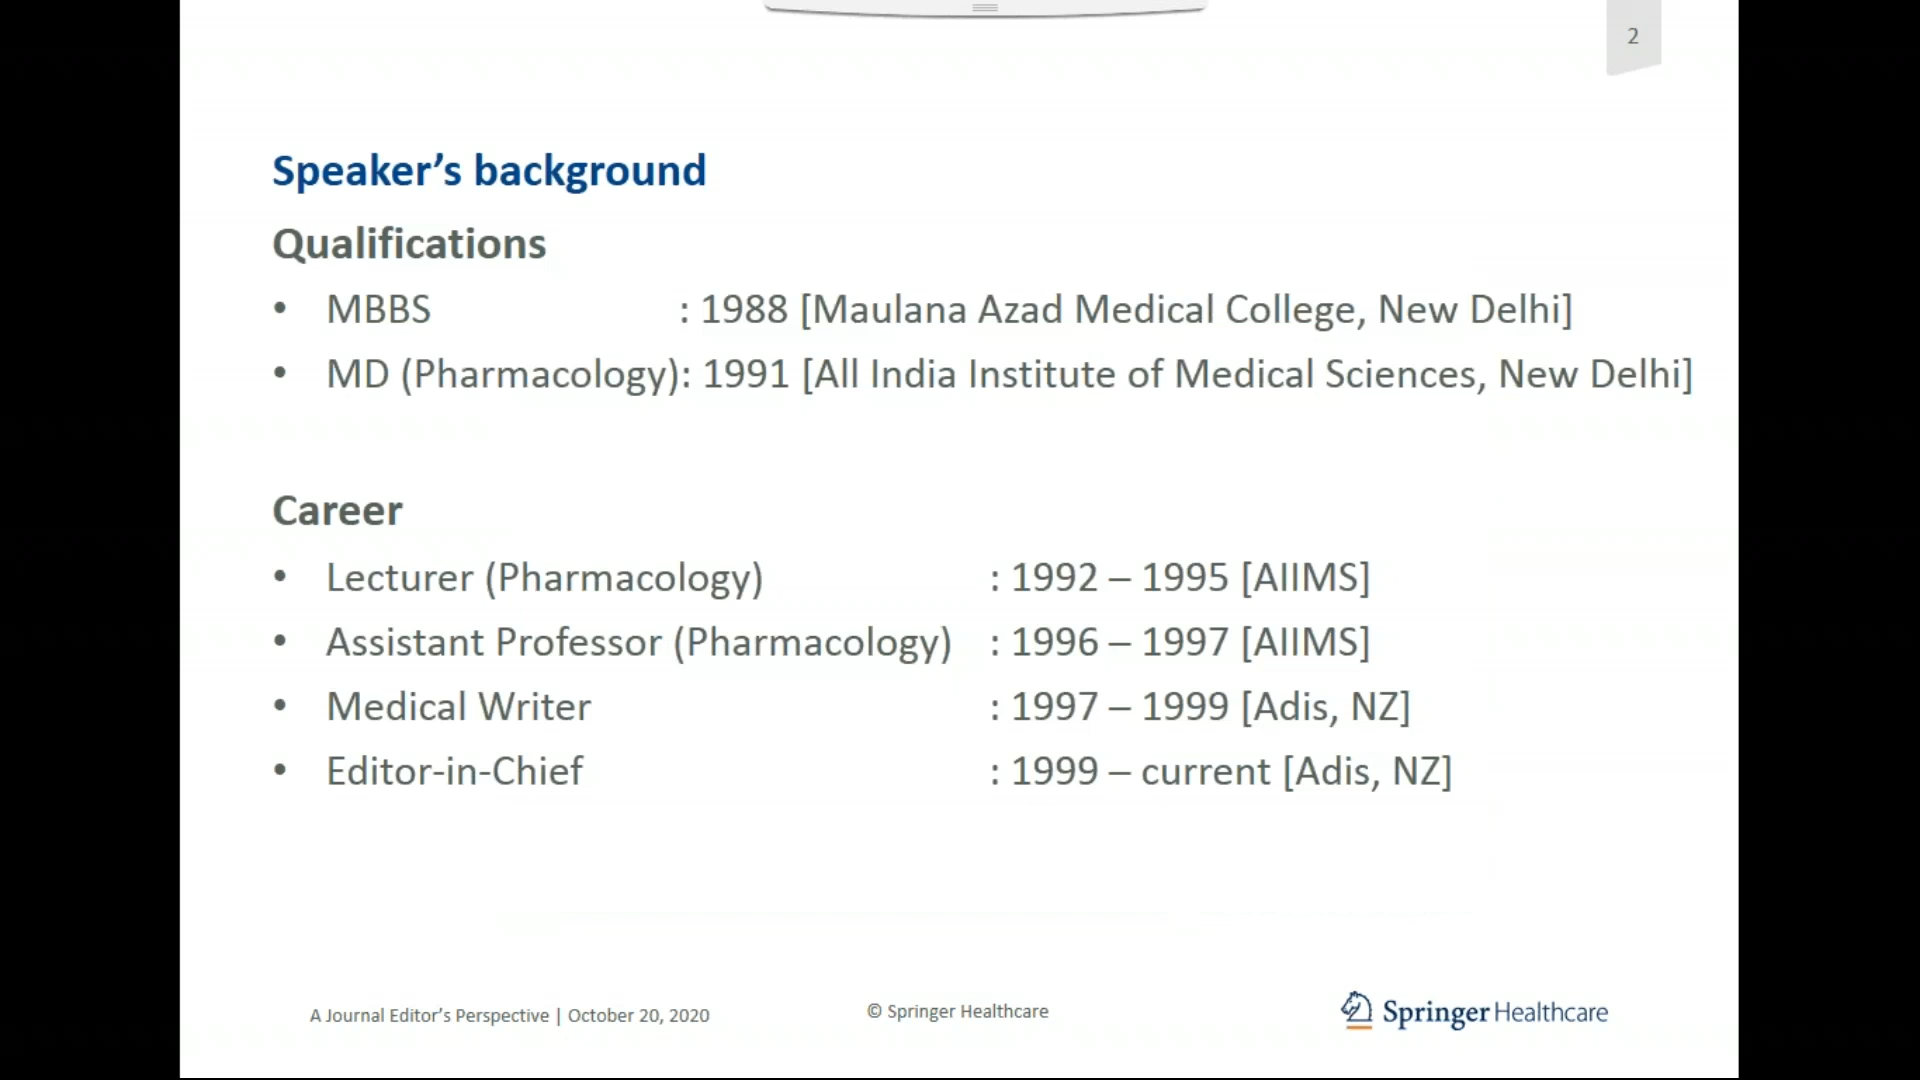 2
Speaker’s background
Qualifications
• MBBS : 1988 [Maulana Azad Medical College, New Delhi]
• MD (Pharmacology): 1991 [All India Institute of Medical Sciences, New Delhi]
Career
• Lecturer (Pharmacology) : 1992 – 1995 [AIIMS]
• Assistant Professor (Pharmacology) : 1996 – 1997 [AIIMS]
• Medical Writer : 1997 – 1999 [Adis, NZ]
• Editor-in-Chief : 1999 – current [Adis, NZ]
A Journal Editor’s Perspective | October 20, 2020
© Springer Healthcare
Springer Healthcare